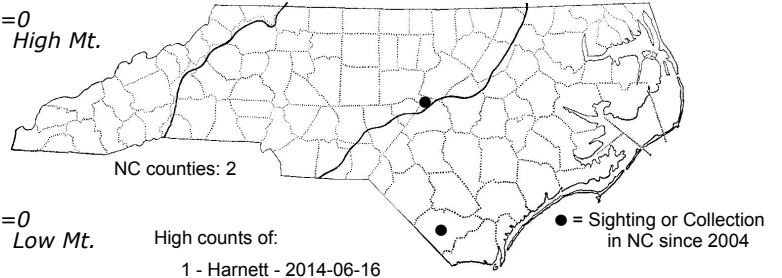 =0
High Mt.
NC counties: 2
=0
Low Mt.
High counts of:
1 - Harnett - 2014-06-16
● = Sighting or Collection
in NC since 2004